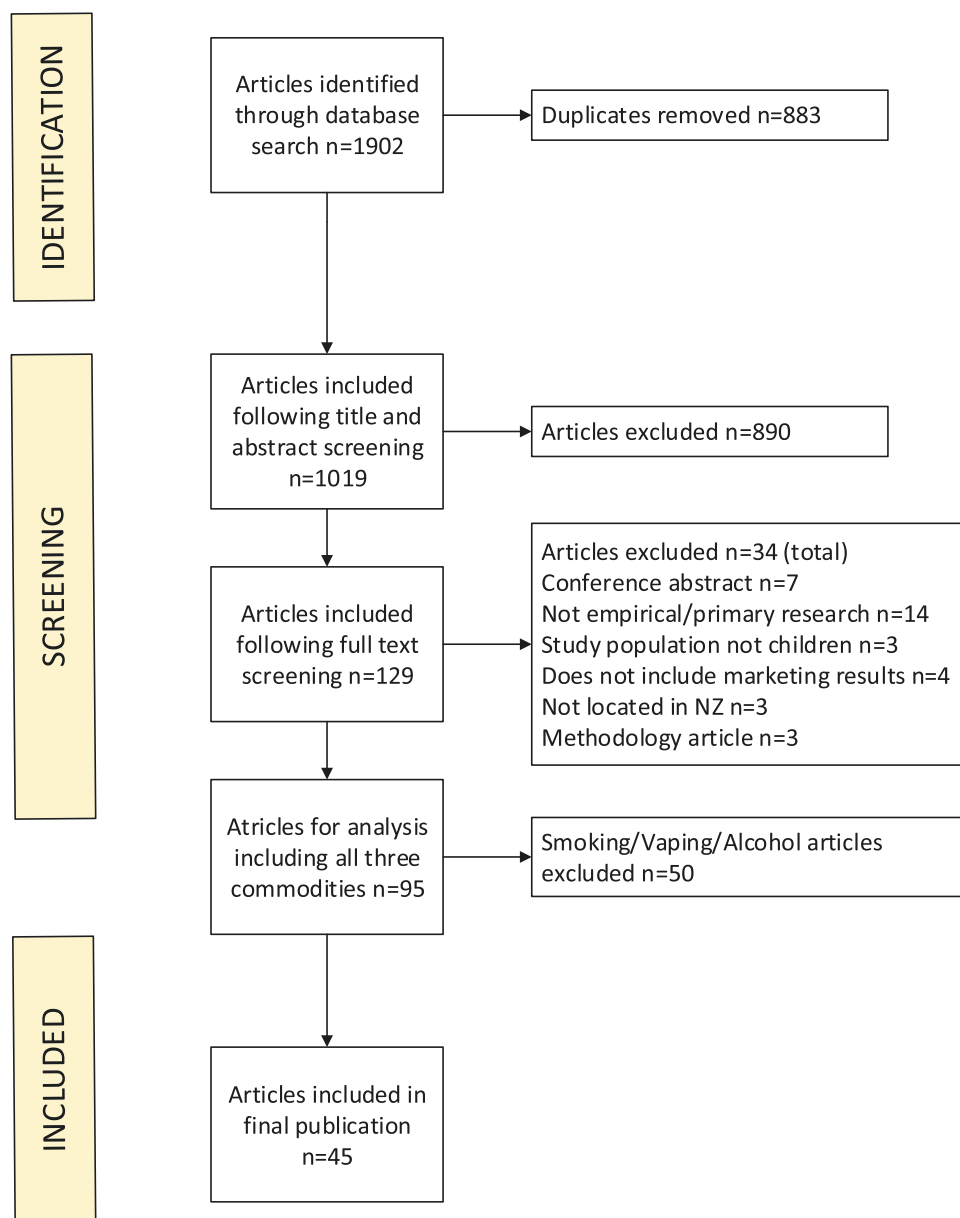 IDENTIFICATION
Articles identified
through database
search n=1902
Duplicates removed n=883
SCREENING
Articles included
following title and
abstract screening
n=1019
Articles excluded n=890
Articles included
following full text
screening n=129
Articles excluded n=34 (total)
Conference abstract n=7
Not empirical/primary research n=14
Study population not children n=3
Does not include marketing results n=4
Not located in NZ n=3
Methodology article n=3
Atricles for analysis
including all three
commodities n=95
Smoking/Vaping/Alcohol articles
excluded n=50
INCLUDED
Articles included in
final publication
n=45